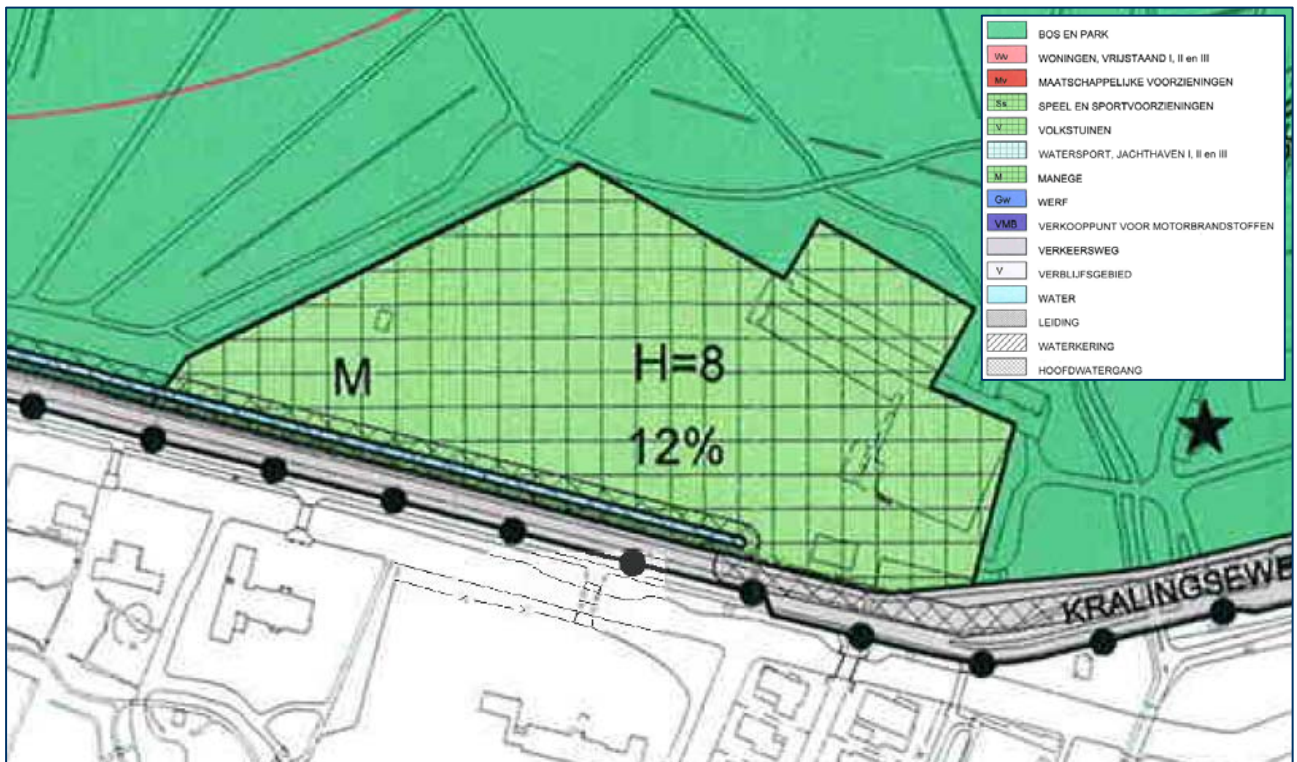 BOS EN PARK
Wv WONINGEN, VRIJSTAAND I, II en III
Mv MAATSCHAPPELIJKE VOORZIENINGEN
Ss SPEEL EN SPORTVOORZIENINGEN
V VOLKSTUINEN
WATERSPORT, JACHTHAVEN I, II en III
M MANEGE
Gw WERF
VMB VERKOOPPUNT VOOR MOTORBRANDSTOFFEN
VERKEERSWEG
V VERBLIJFSGEBIED
WATER
LEIDING
WATERKERING
HOOFDWATERGANG
M
H=8
12%
KRALINGSEWE